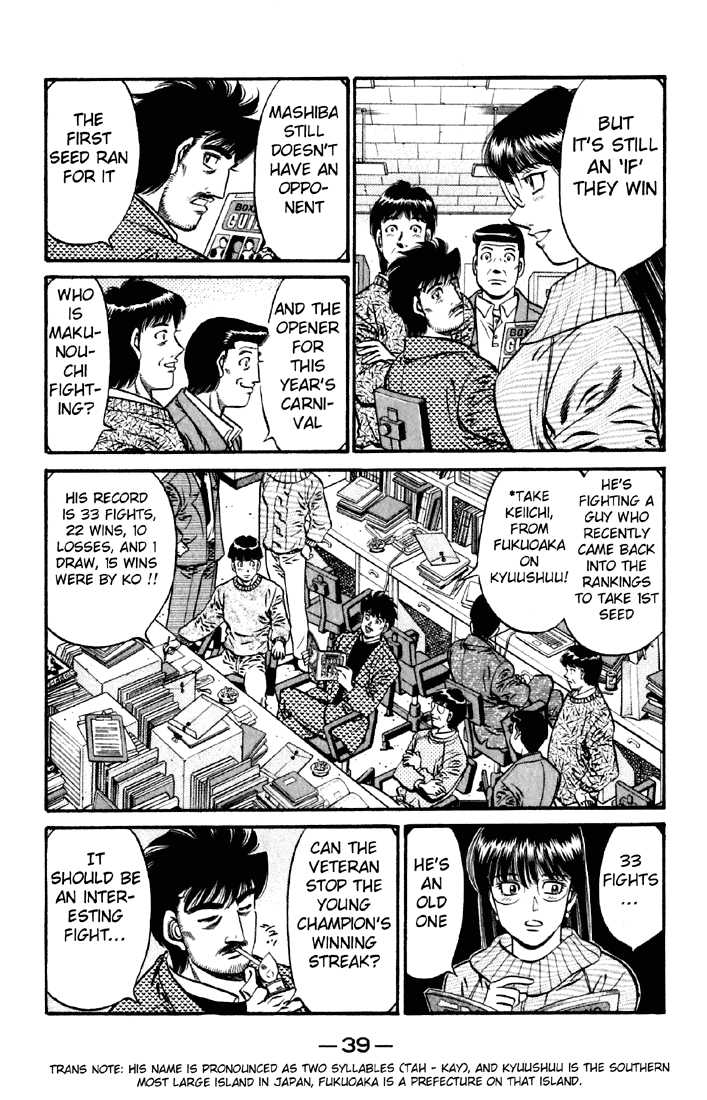 BUT
IT'S STILL
AN 'IF'
THEY WIN
BOX
GUI
MASHIBA
STILL
DOESN'T
HAVE AN
OPPO-
NENT
THE
FIRST
SEED RAN
FOR IT
BOX
GUI
AND THE
OPENER
FOR
THIS
YEAR'S
CARNI-
VAL
WHO
IS
MAKU-
NOU-
CHI
FIGHT-
ING?
HE'S
FIGHTING A
GUY WHO
RECENTLY
CAME BACK
INTO THE
RANKINGS
TO TAKE 1ST
SEED
*TAKE
KEIICHI,
FROM
FUKUOAKA
ON
KYUUSHUU!
HIS RECORD
IS 33 FIGHTS,
22 WINS, 10
LOSSES, AND 1
DRAW, 15 WINS
WERE BY KO !!
33
FIGHTS
...
HE'S
AN
OLD
ONE
CAN THE
VETERAN
STOP THE
YOUNG
CHAMPION'S
WINNING
STREAK?
IT
SHOULD BE
AN INTER-
ESTING
FIGHT...
— 39 —
TRANS NOTE: HIS NAME IS PRONOUNCED AS TWO SYLLABLES (TAH - KAY), AND KYUUSHUU IS THE SOUTHERN
MOST LARGE ISLAND IN JAPAN, FUKUOAKA IS A PREFECTURE ON THAT ISLAND.